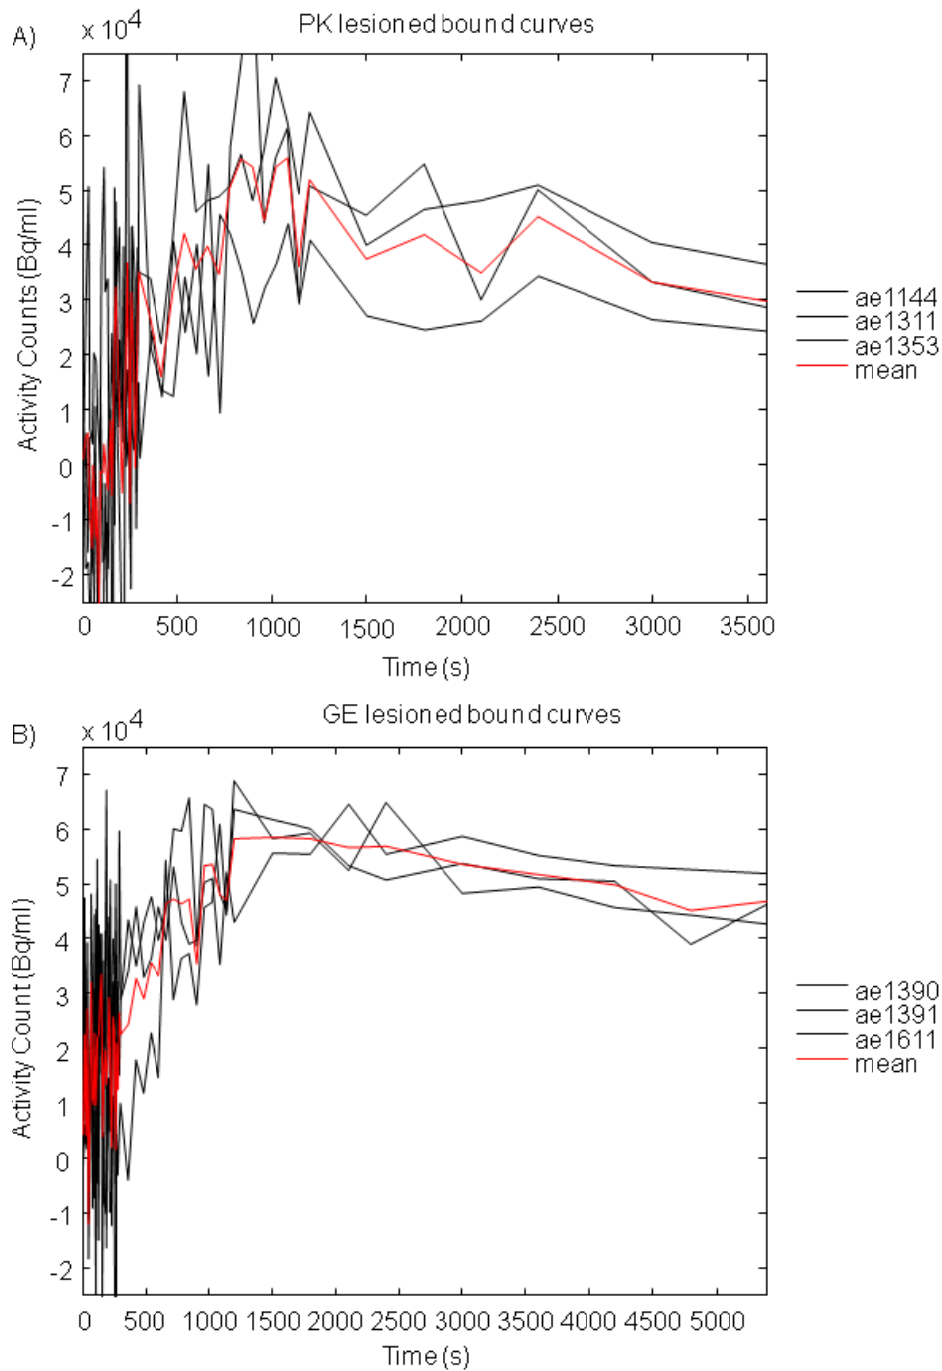 A)
x 10^4
PK lesioned bound curves
7
6
5
4
3
2
1
0
-1
-2
Activity Counts (Bq/ml)
0 500 1000 1500 2000 2500 3000 3500
Time (s)
ae1144
ae1311
ae1353
mean
B)
x 10^4
GE lesioned bound curves
7
6
5
4
3
2
1
0
-1
-2
Activity Count (Bq/ml)
0 500 1000 1500 2000 2500 3000 3500 4000 4500 5000
Time (s)
ae1390
ae1391
ae1611
mean